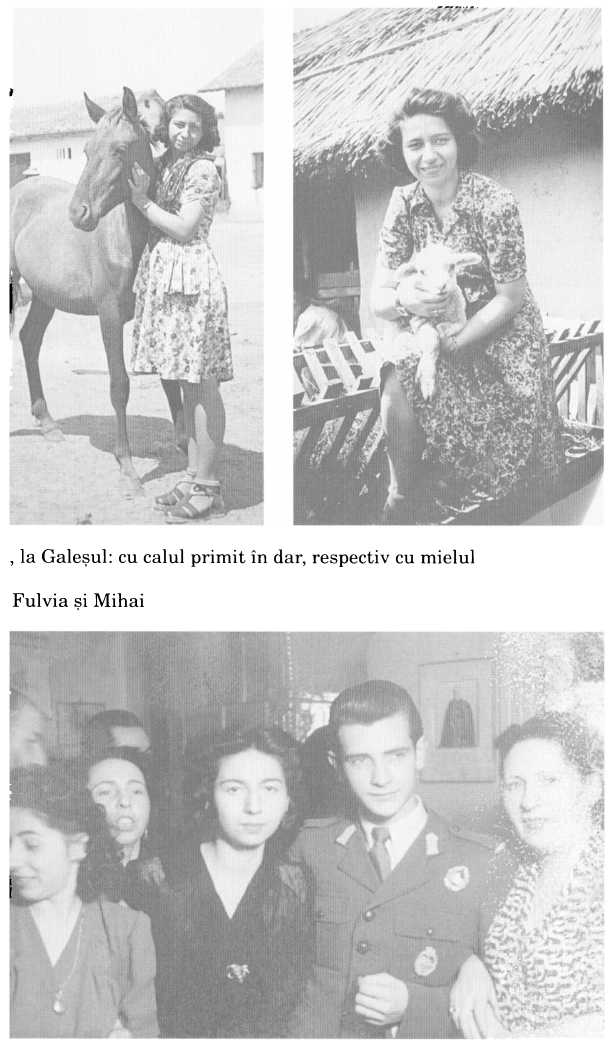 , la Galeșul: cu calul primit în dar, respectiv cu mielul
Fulvia și Mihai